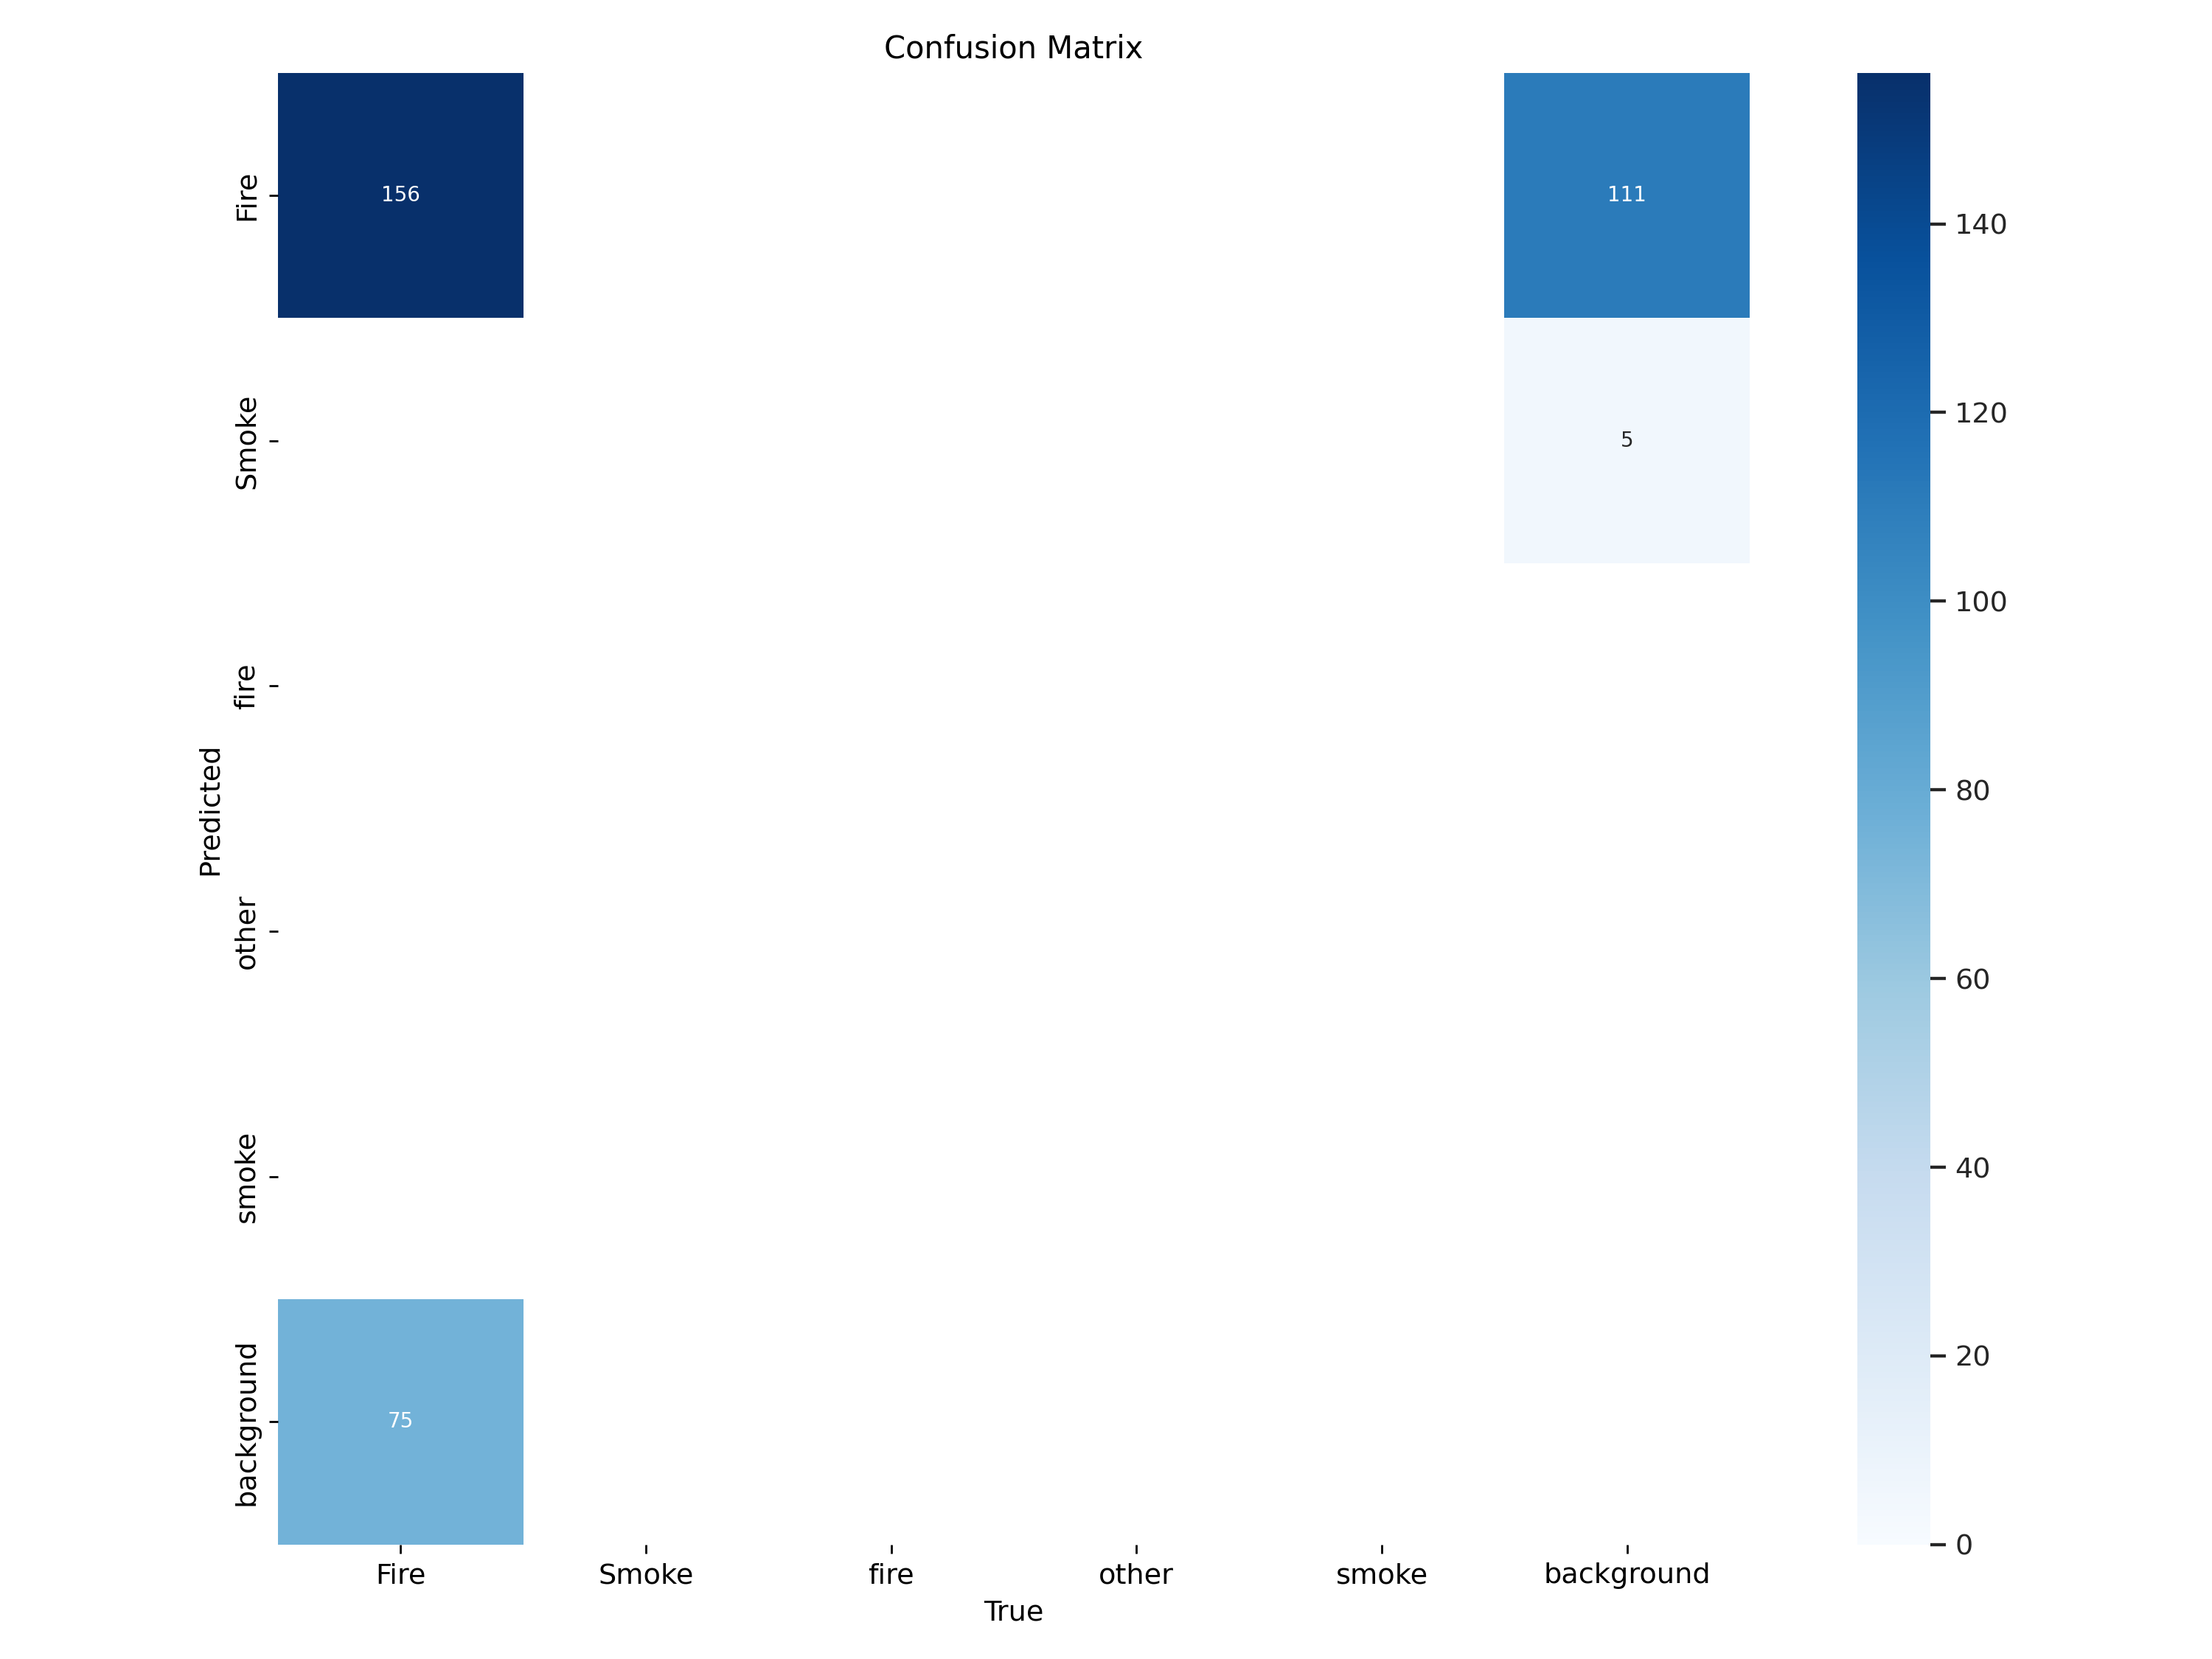 Confusion Matrix
Fire
156
111
140
120
Smoke
5
100
fire
80
Predicted
other
60
smoke
40
20
background
75
0
Fire Smoke fire other smoke background
True